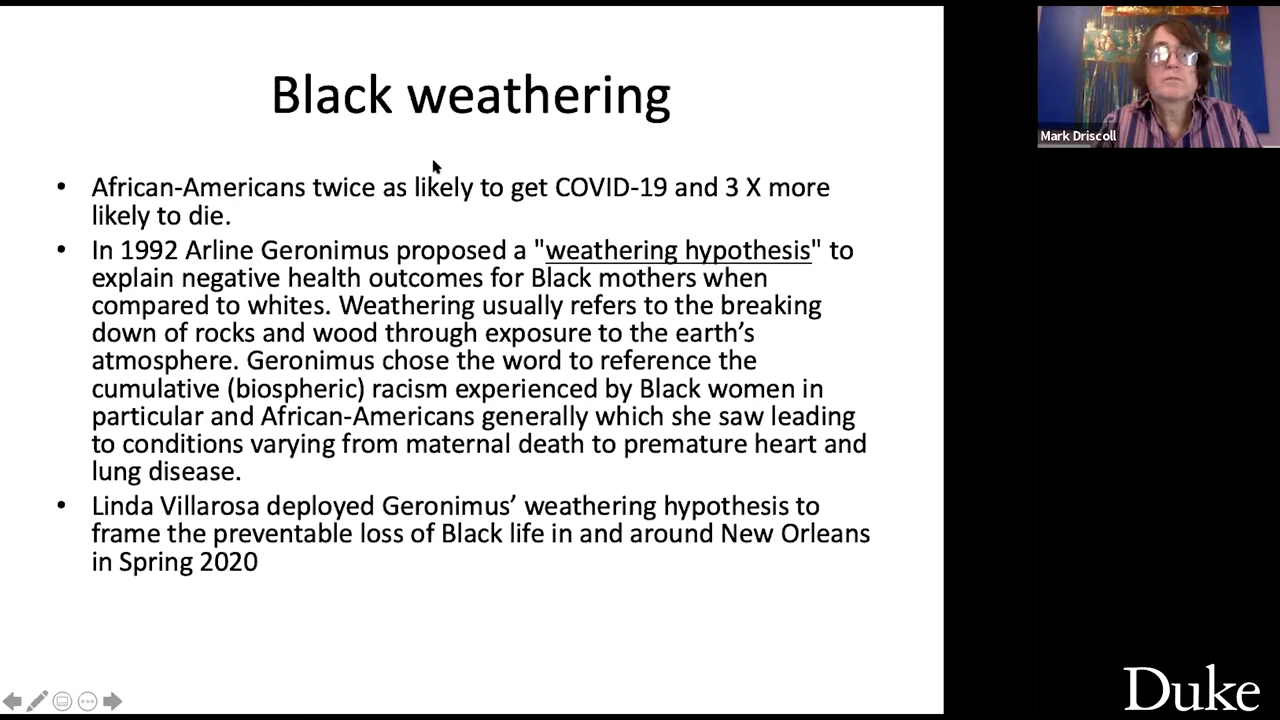 Black weathering
• African-Americans twice as likely to get COVID-19 and 3 X more
likely to die.
• In 1992 Arline Geronimus proposed a "weathering hypothesis" to
explain negative health outcomes for Black mothers when
compared to whites. Weathering usually refers to the breaking
down of rocks and wood through exposure to the earth’s
atmosphere. Geronimus chose the word to reference the
cumulative (biospheric) racism experienced by Black women in
particular and African-Americans generally which she saw leading
to conditions varying from maternal death to premature heart and
lung disease.
• Linda Villarosa deployed Geronimus’ weathering hypothesis to
frame the preventable loss of Black life in and around New Orleans
in Spring 2020
Mark Driscoll
Duke